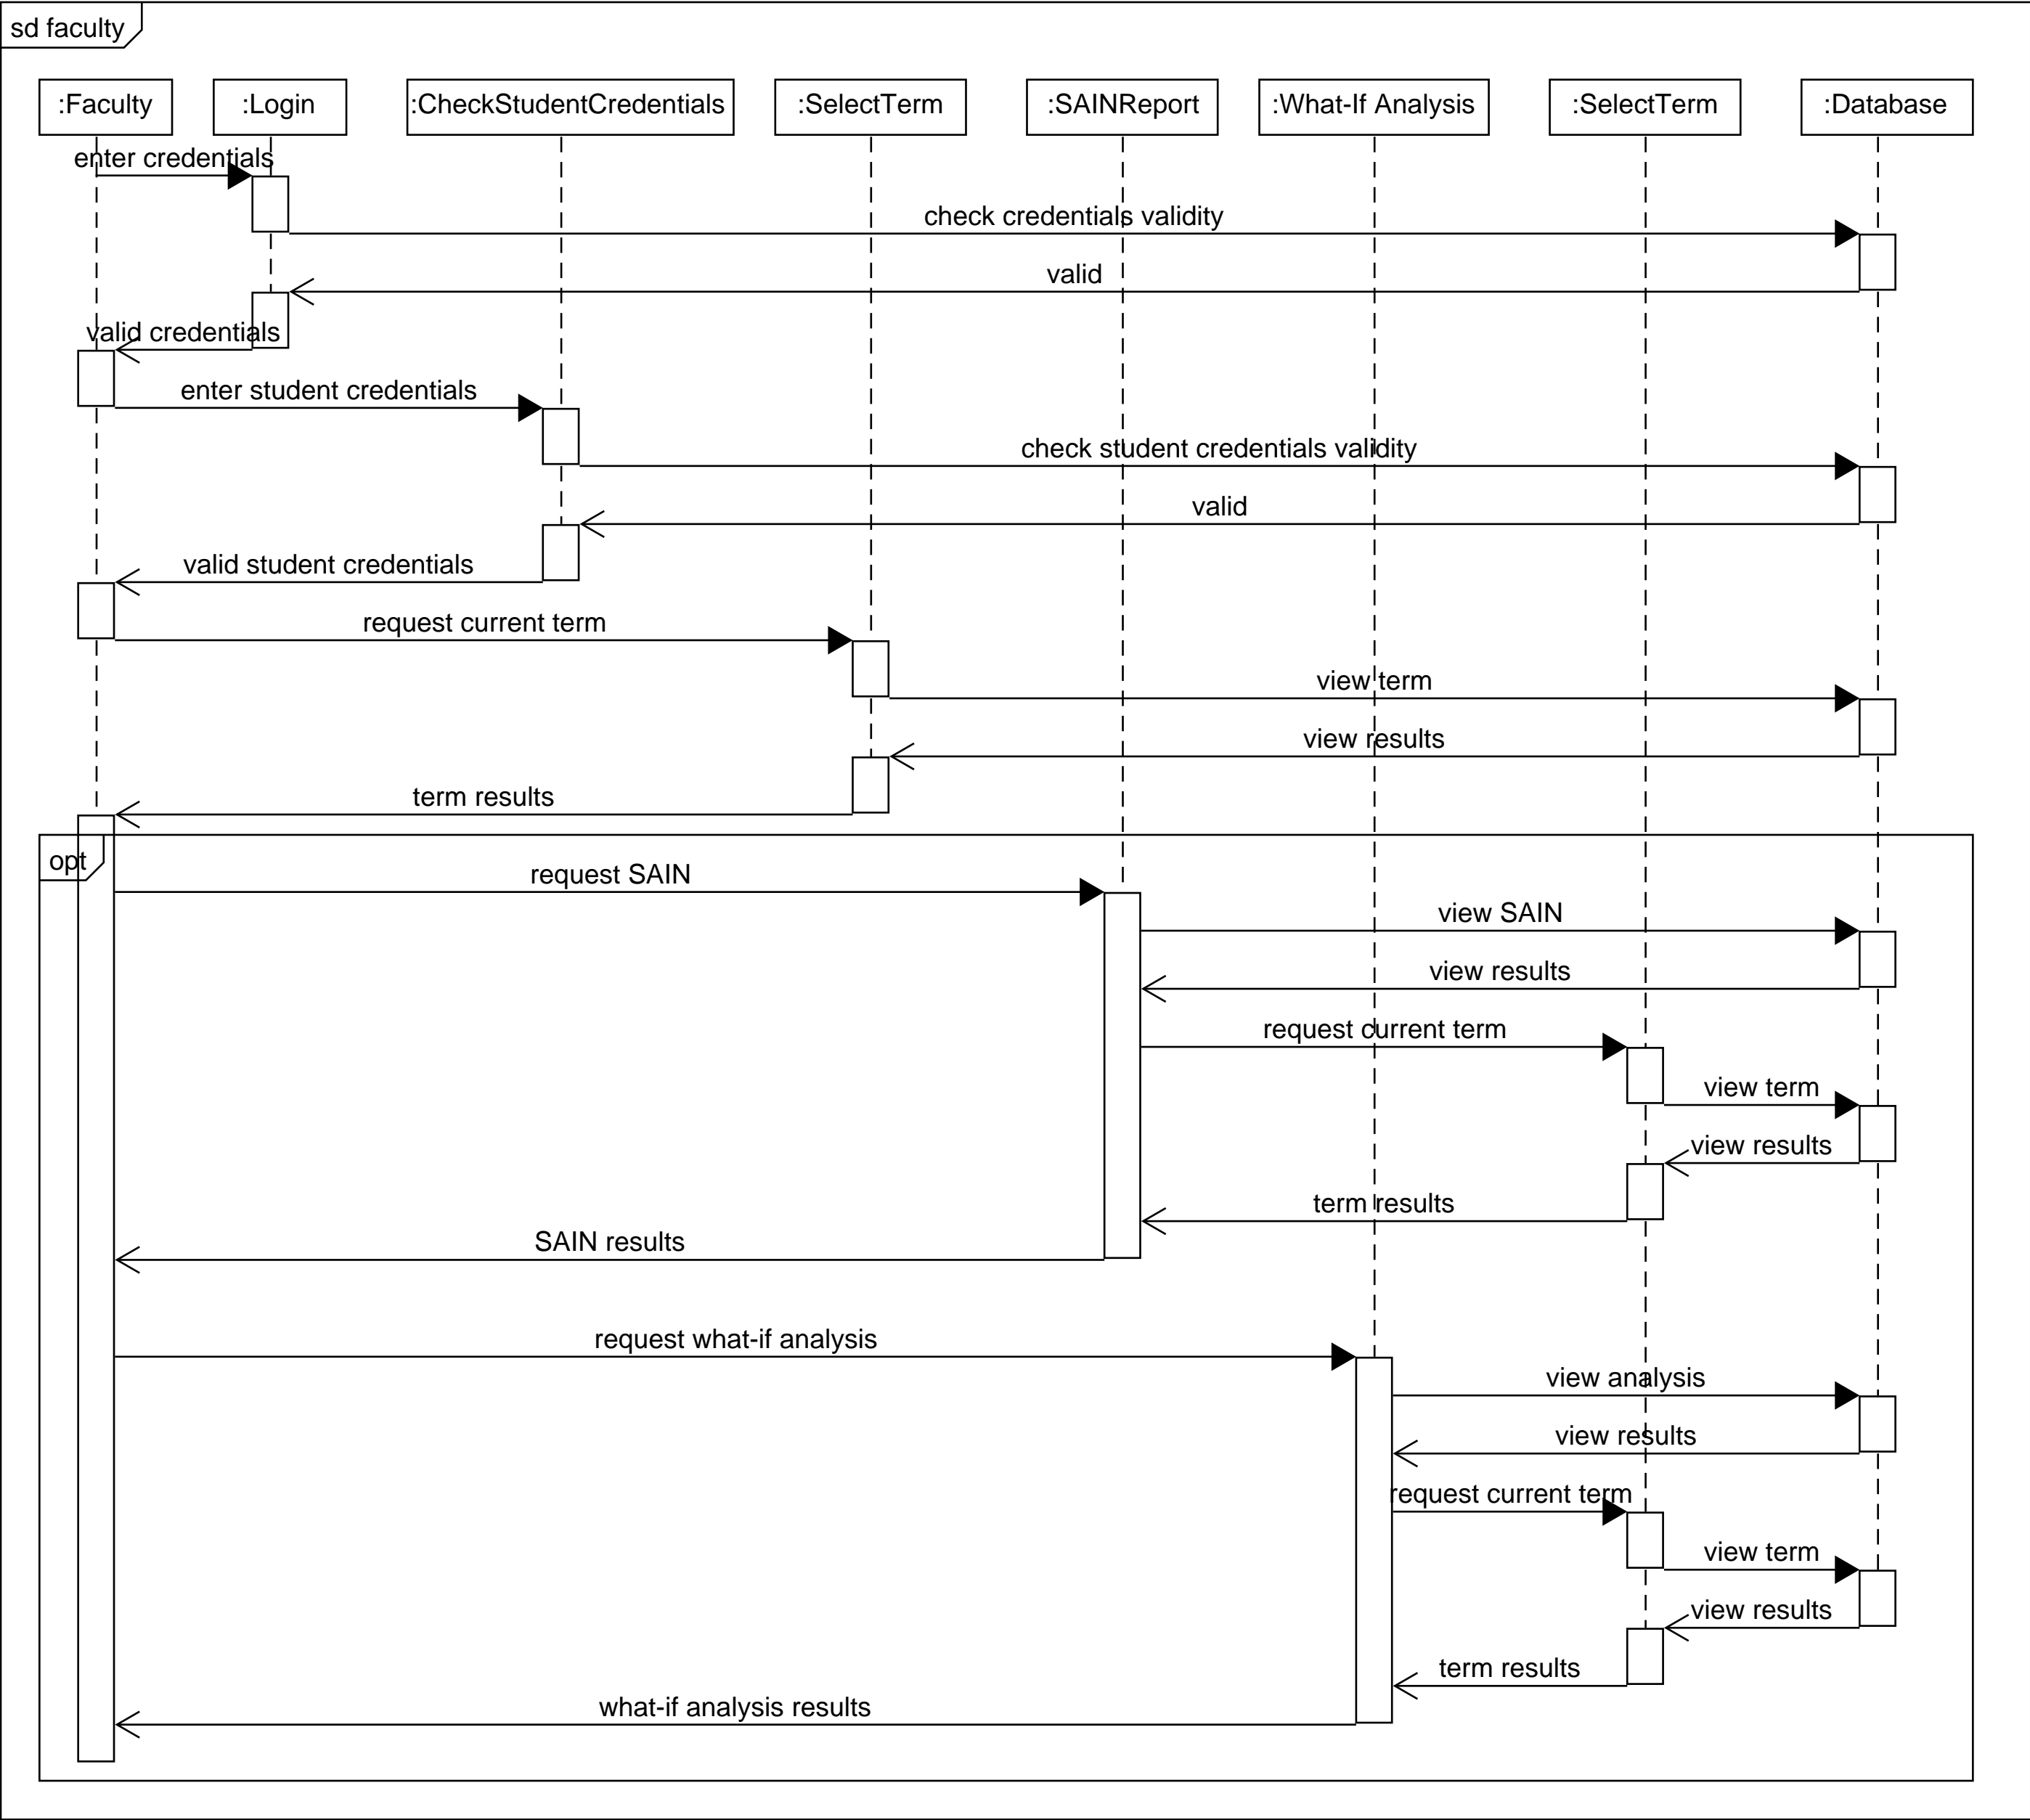 sd faculty
:Faculty
:Login
:CheckStudentCredentials
:SelectTerm
:SAINReport
:What-If Analysis
:SelectTerm
:Database
enter credentials
check credentials validity
valid
valid credentials
enter student credentials
check student credentials validity
valid
valid student credentials
request current term
view term
view results
term results
opt
request SAIN
view SAIN
view results
request current term
view term
view results
term results
SAIN results
request what-if analysis
view analysis
view results
request current term
view term
view results
term results
what-if analysis results